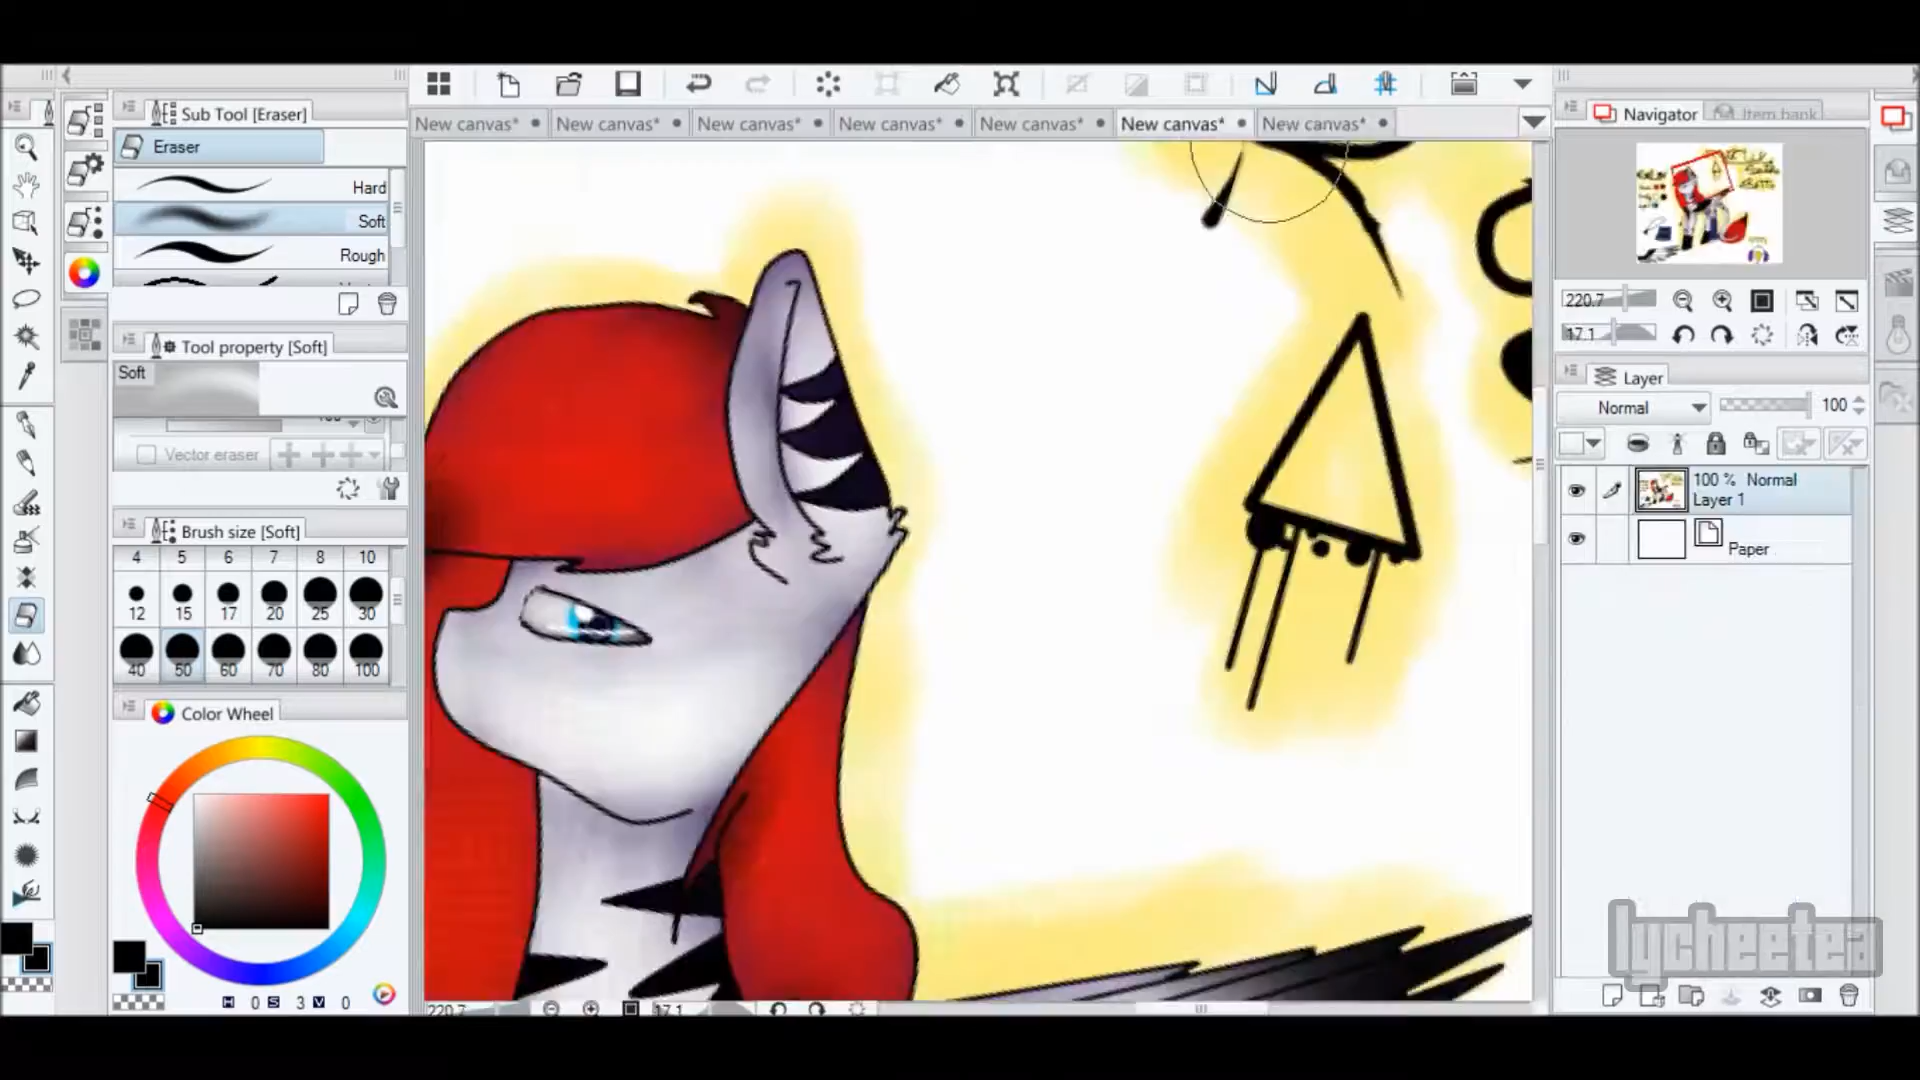 Sub Tool [Eraser]
Eraser
Hard
Soft
Rough
Tool property [Soft]
Soft
Vector eraser
Brush size [Soft]
4 5 6 7 8 10
12 15 17 20 25 30
40 50 60 70 80 100
Color Wheel
H 0 S 3 V 0
New canvas* New canvas* New canvas* New canvas* New canvas* New canvas* New canvas*
220.7 17.1
Navigator Item bank
220.7
17.1
Layer
Normal 100
100 % Normal
Layer 1
Paper
lycheetea